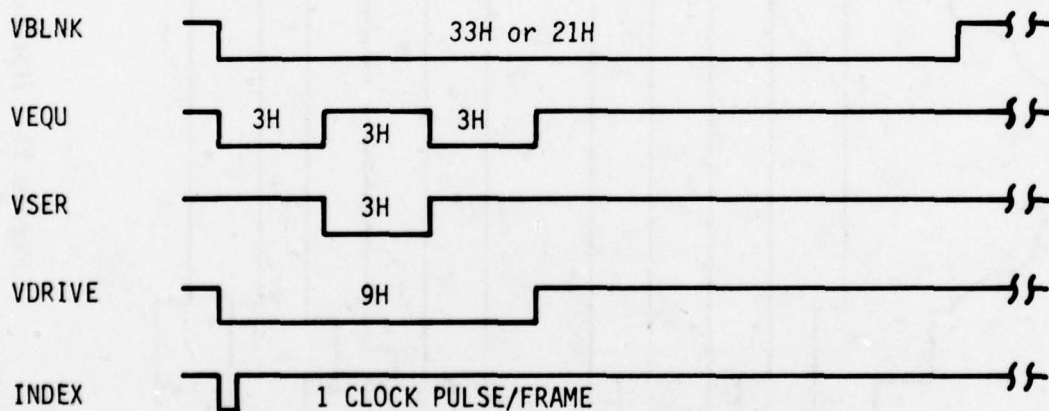 VBLNK 33H or 21H
VEQU 3H 3H 3H
VSER 3H
VDRIVE 9H
INDEX 1 CLOCK PULSE/FRAME